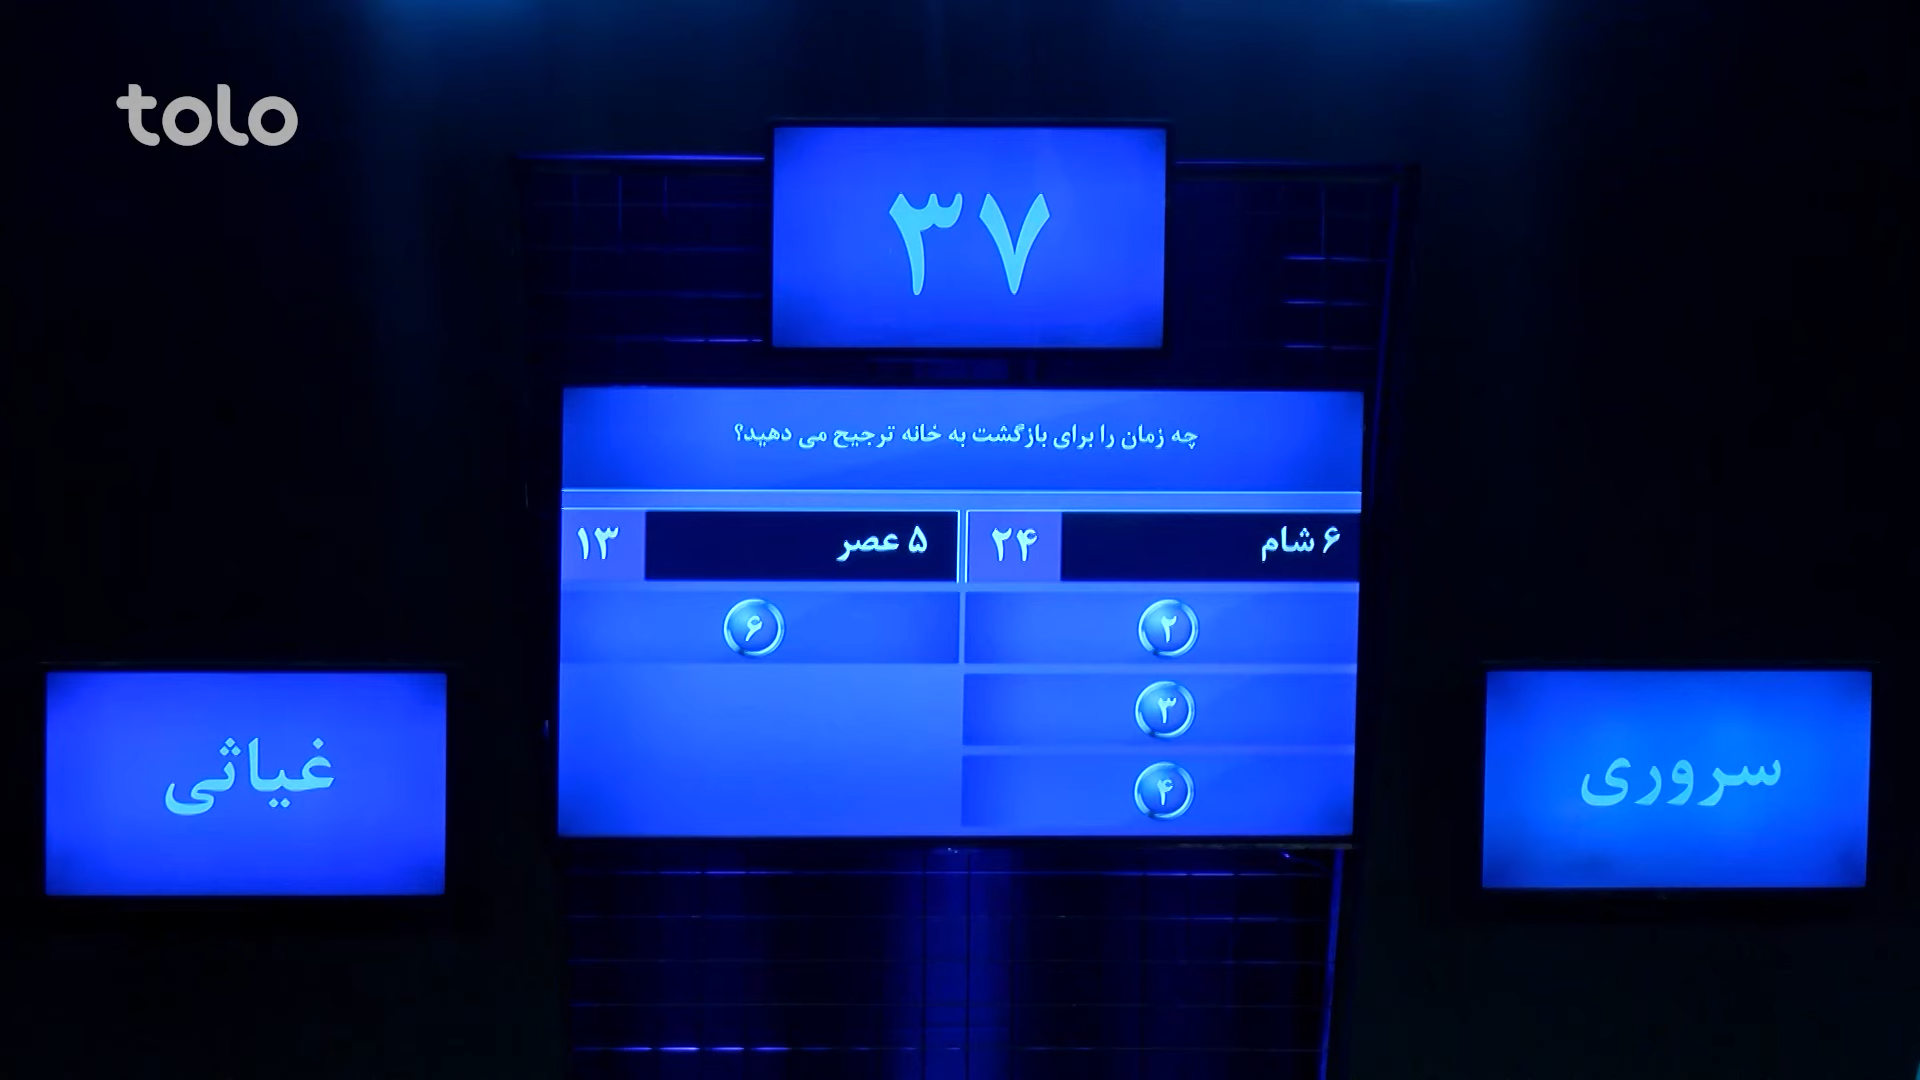 tolo
۳۷
چه زمان را برای بازگشت به خانه ترجیح می دهید؟
۶ شام ۲۴
۵ عصر ۱۳
۲
۶
۳
۴
سروری
غیاثی